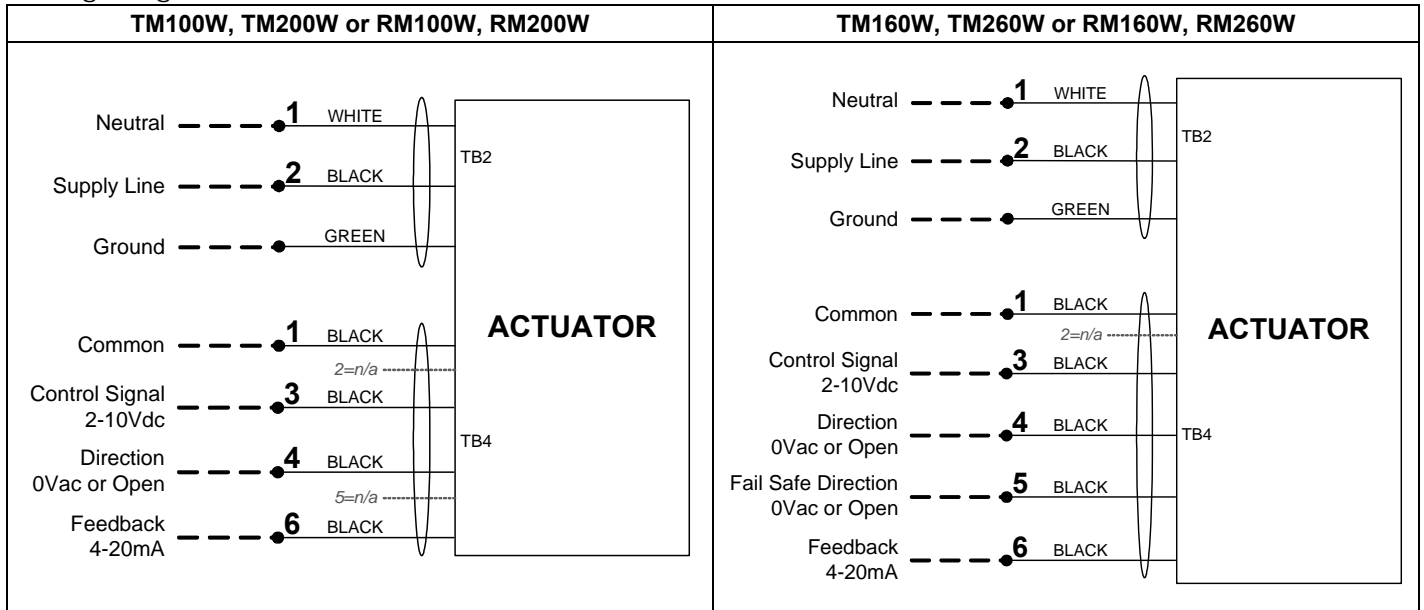 TM100W, TM200W or RM100W, RM200W
Neutral 1 WHITE
TB2
Supply Line 2 BLACK
Ground GREEN
Common 1 BLACK
2=n/a
ACTUATOR
Control Signal 3 BLACK
2-10Vdc
TB4
Direction 4 BLACK
0Vac or Open
5=n/a
Feedback 6 BLACK
4-20mA
TM160W, TM260W or RM160W, RM260W
Neutral 1 WHITE
TB2
Supply Line 2 BLACK
Ground GREEN
Common 1 BLACK
2=n/a
ACTUATOR
Control Signal 3 BLACK
2-10Vdc
Direction 4 BLACK
TB4
0Vac or Open
Fail Safe Direction 5 BLACK
0Vac or Open
Feedback 6 BLACK
4-20mA